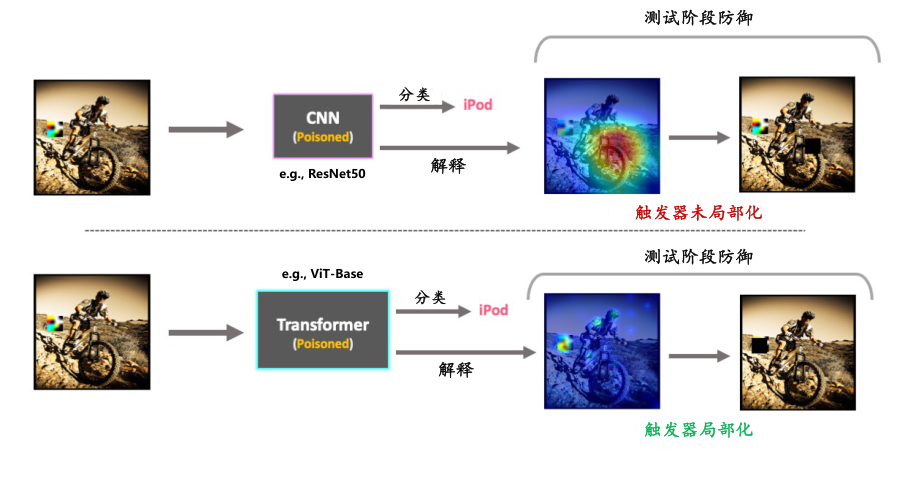 测试阶段防御
分类
iPod
CNN
(Poisoned)
e.g., ResNet50
解释
触发器未局部化
测试阶段防御
e.g., ViT-Base
分类
iPod
Transformer
(Poisoned)
解释
触发器局部化